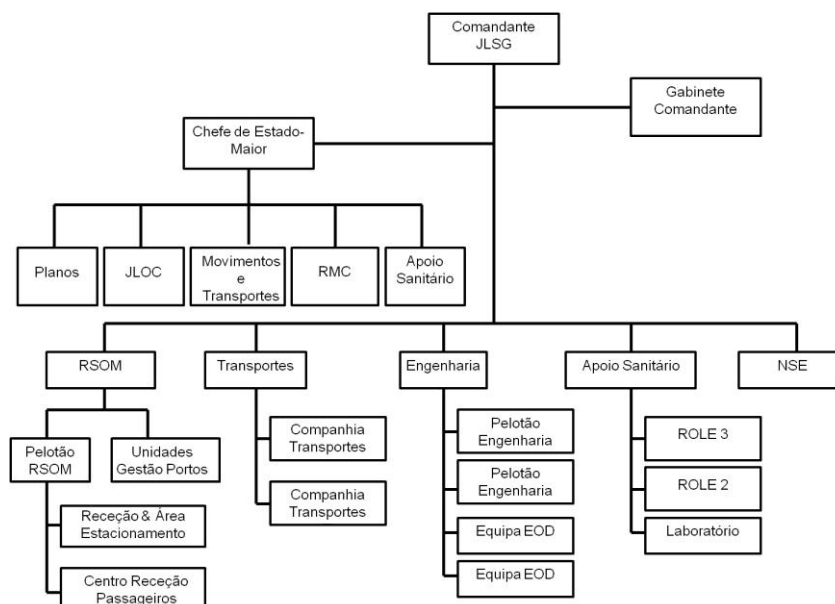 Comandante
JLSG
Gabinete
Comandante
Chefe de Estado-
Maior
Planos
JLOC
Movimentos
e
Transportes
RMC
Apoio
Sanitário
RSOM
Transportes
Engenharia
Apoio Sanitário
NSE
Pelotão
RSOM
Unidades
Gestão Portos
Receção & Área
Estacionamento
Centro Receção
Passageiros
Companhia
Transportes
Companhia
Transportes
Pelotão
Engenharia
Pelotão
Engenharia
Equipa EOD
Equipa EOD
ROLE 3
ROLE 2
Laboratório